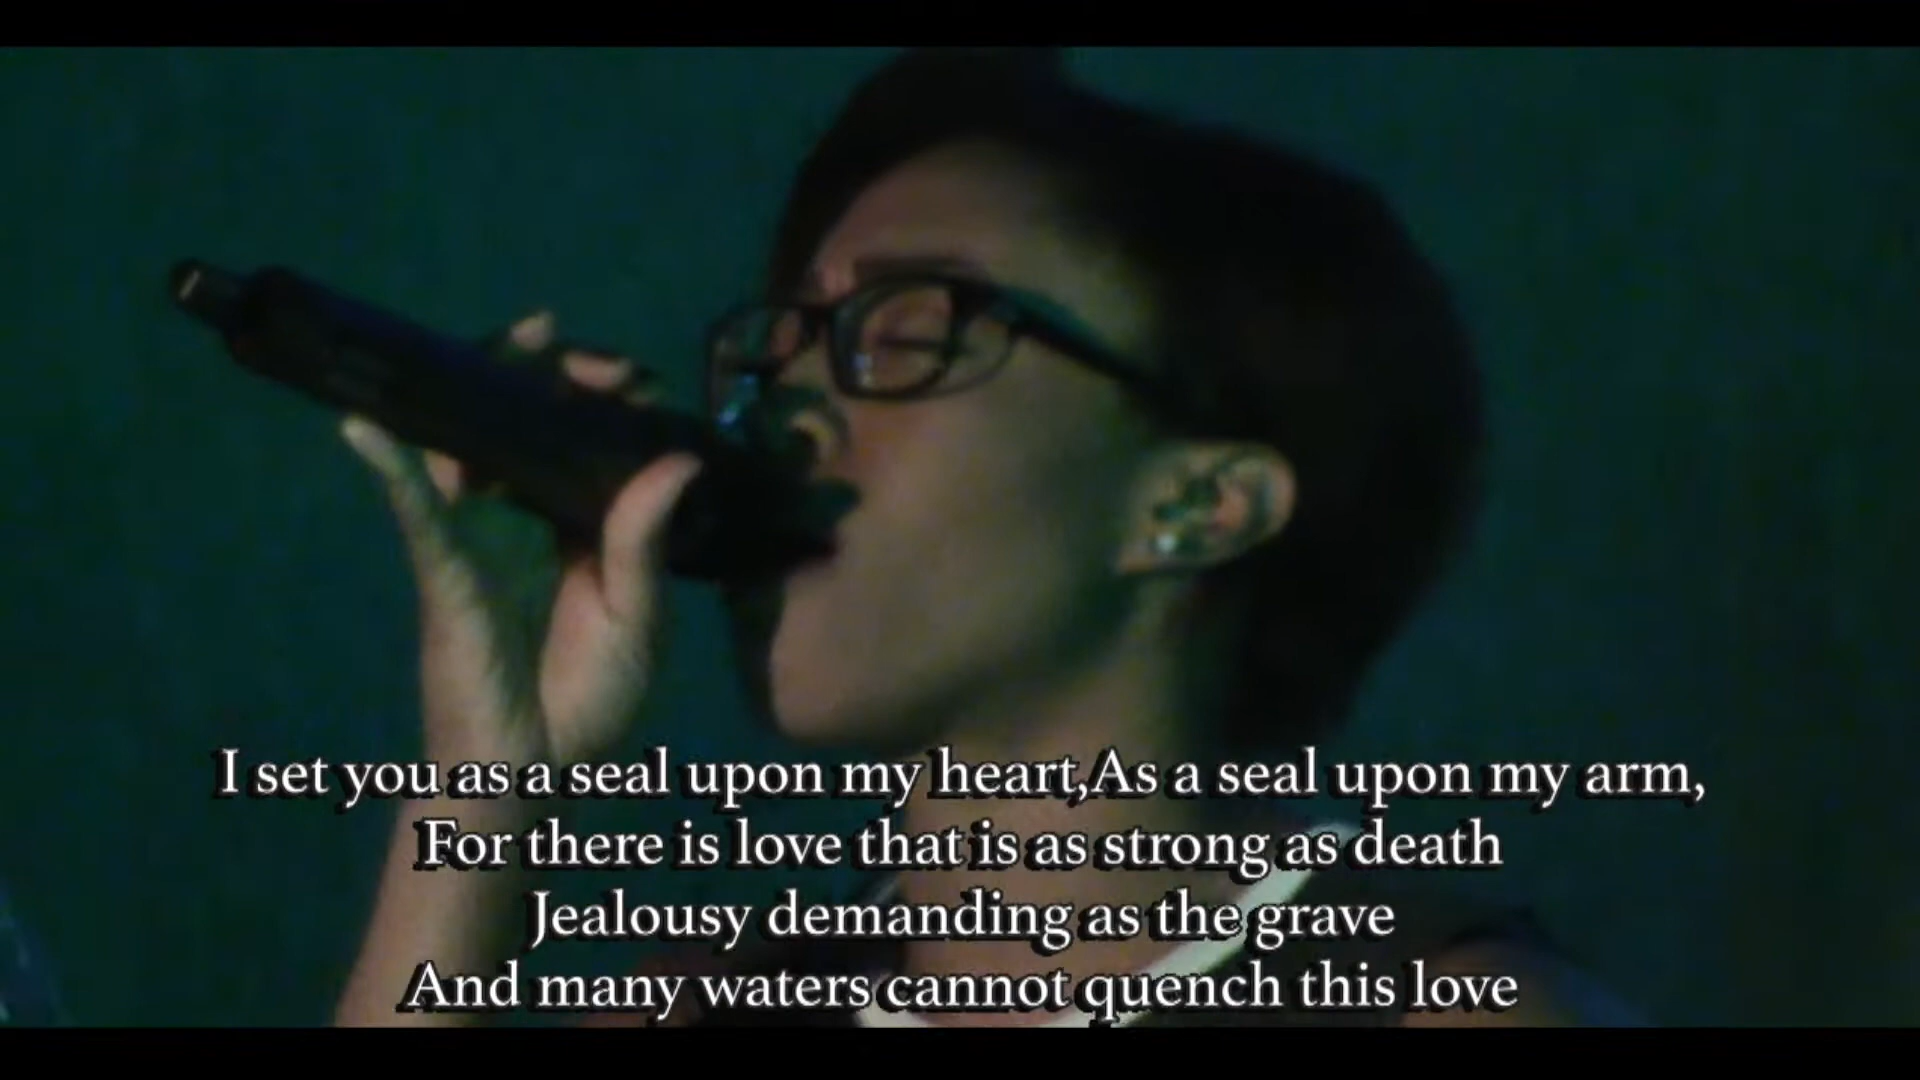 I set you as a seal upon my heart,As a seal upon my arm,
For there is love that is as strong as death
Jealousy demanding as the grave
And many waters cannot quench this love